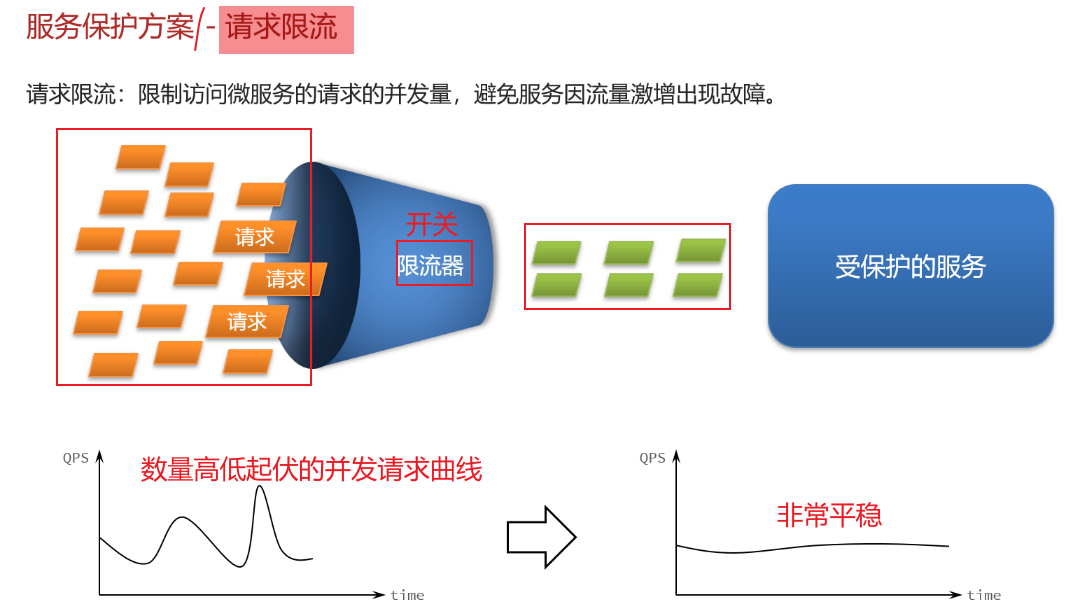 服务保护方案 - 请求限流
请求限流：限制访问微服务的请求的并发量，避免服务因流量激增出现故障。
请求
请求
请求
开关
限流器
受保护的服务
QPS
数量高低起伏的并发请求曲线
time
QPS
非常平稳
time